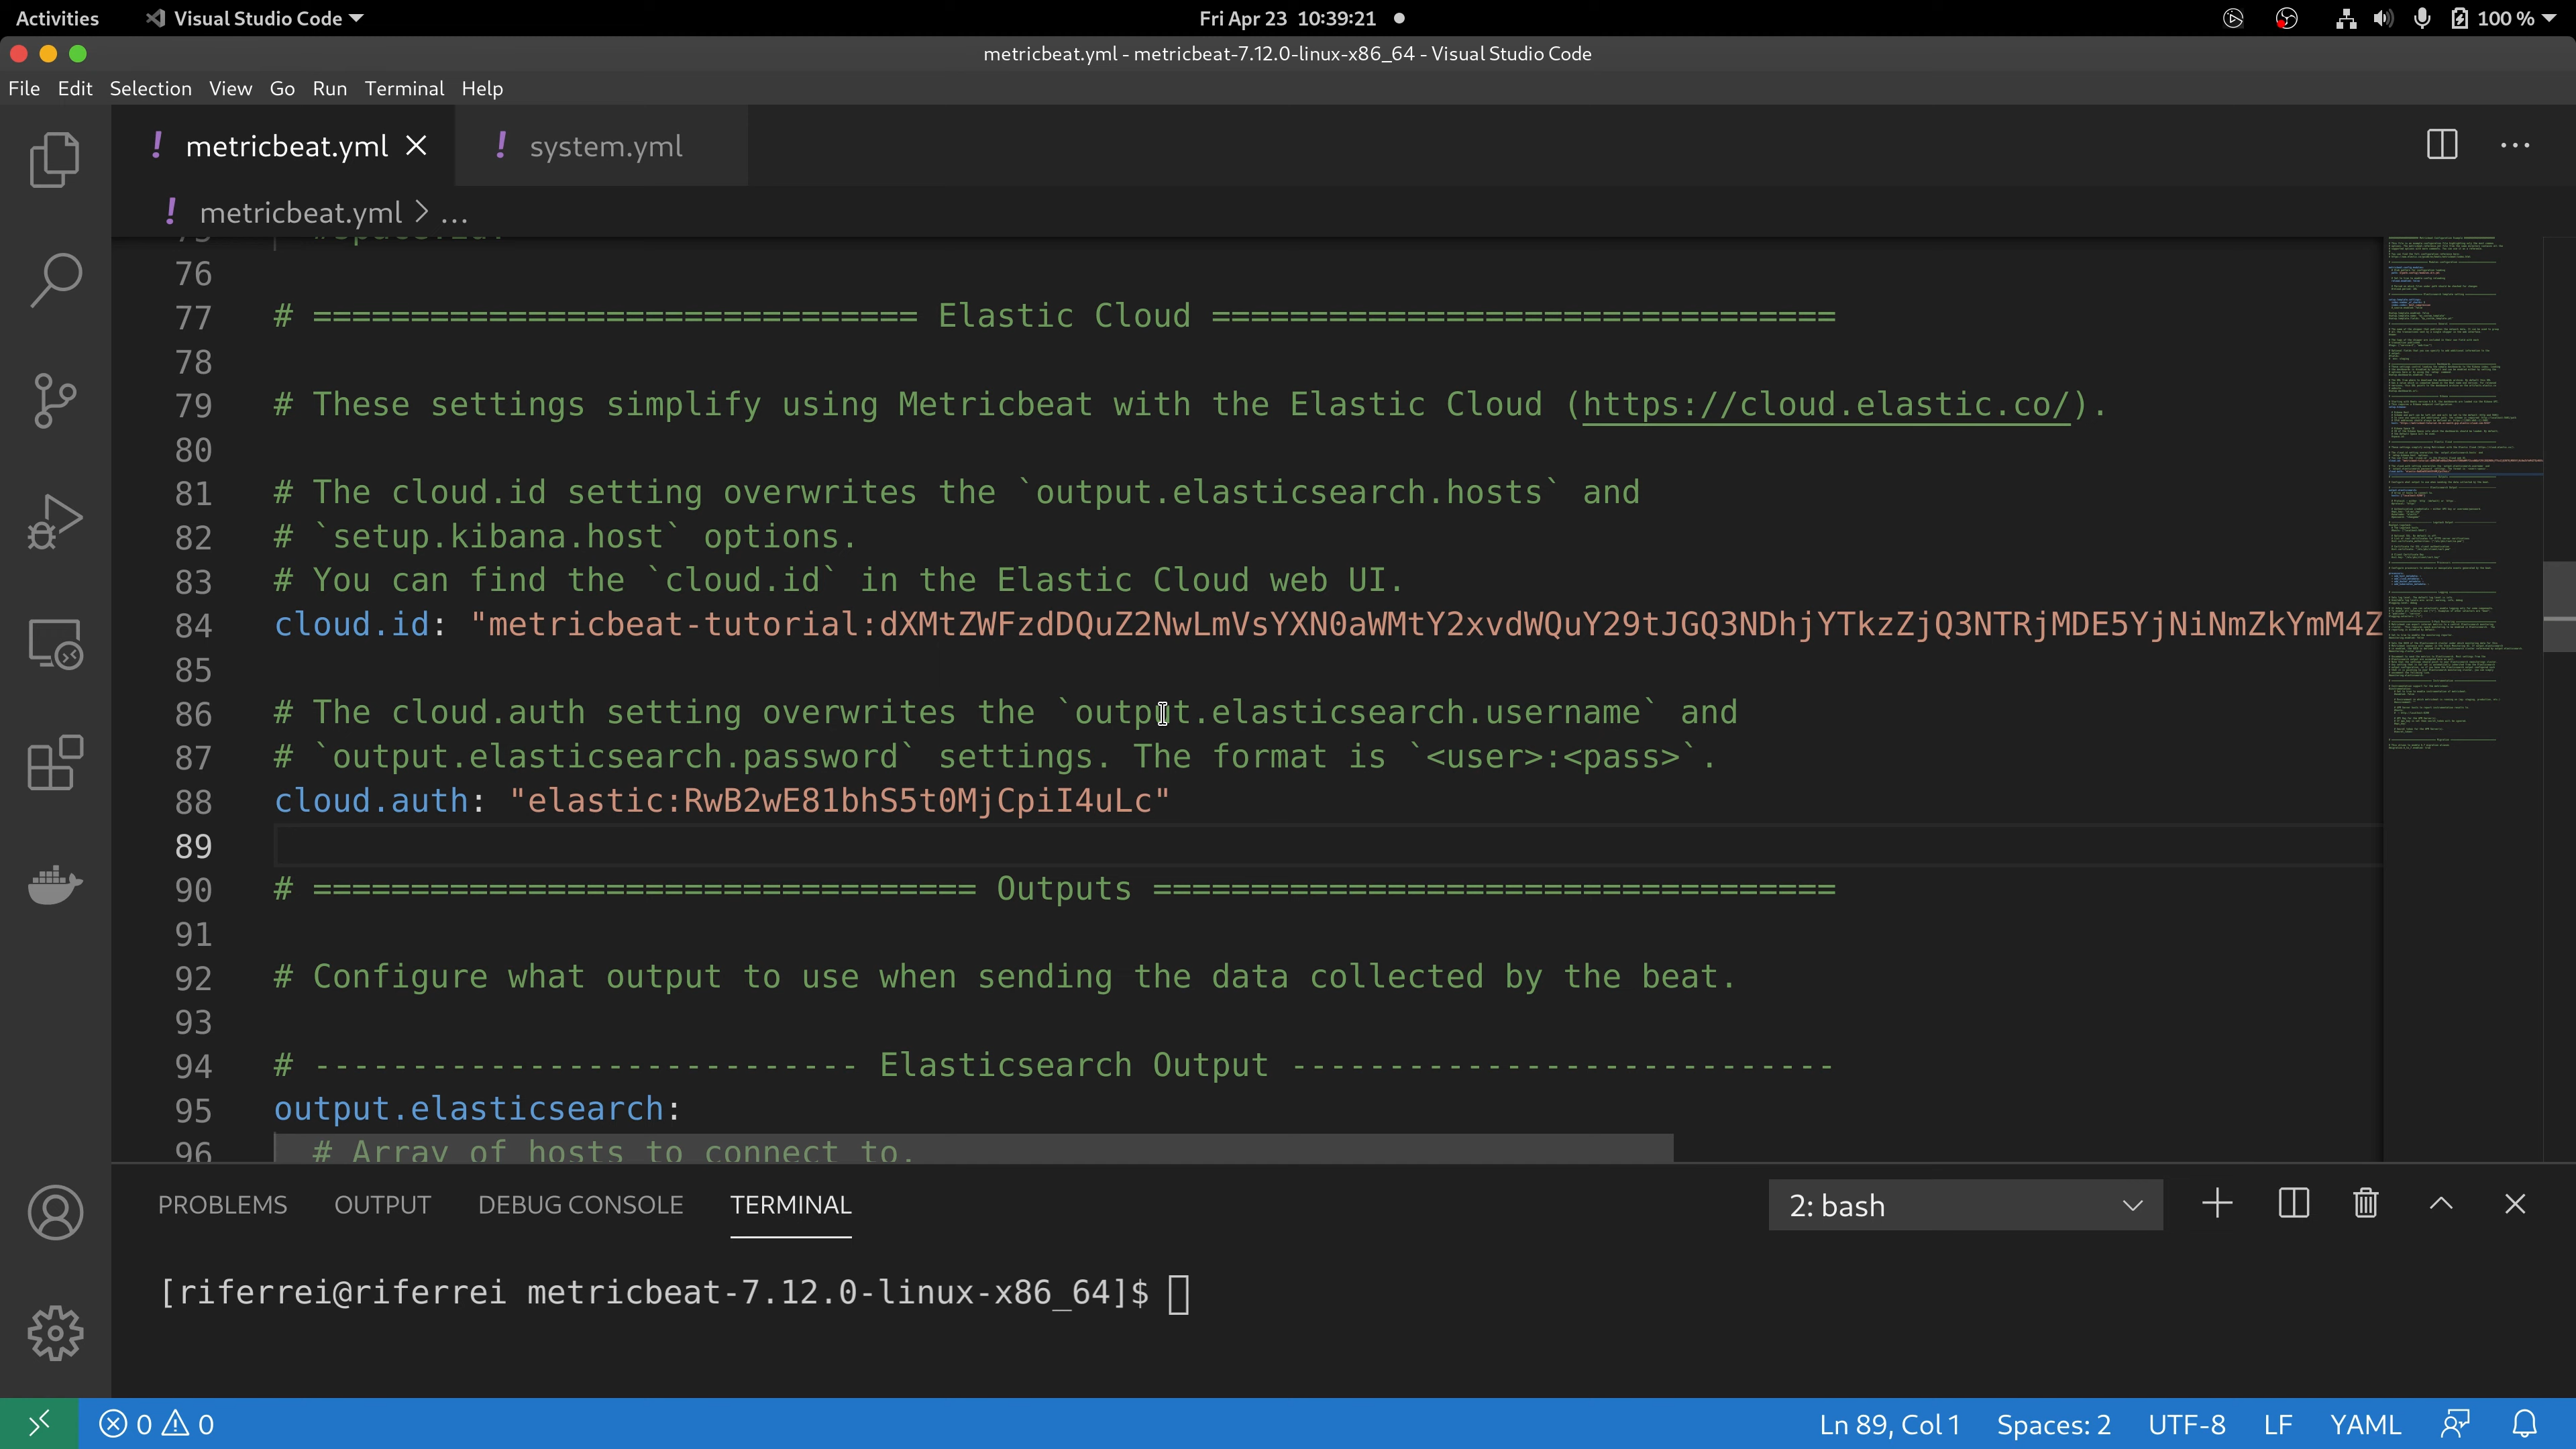 Activities Visual Studio Code Fri Apr 23 10:39:21 100 %
metricbeat.yml - metricbeat-7.12.0-linux-x86_64 - Visual Studio Code
File Edit Selection View Go Run Terminal Help
! metricbeat.yml ! system.yml
! metricbeat.yml > ...
76
77 # ================================ Elastic Cloud ================================
78
79 # These settings simplify using Metricbeat with the Elastic Cloud (https://cloud.elastic.co/).
80
81 # The cloud.id setting overwrites the `output.elasticsearch.hosts` and
82 # `setup.kibana.host` options.
83 # You can find the `cloud.id` in the Elastic Cloud web UI.
84 cloud.id: "metricbeat-tutorial:dXMtZWFzdDQuZ2NwLmVsYXN0aWMtY2xvdWQuY29tJGQ3NDhjYTkzZjQ3NTRjMDE5YjNiNmZkYmM4Z
85
86 # The cloud.auth setting overwrites the `output.elasticsearch.username` and
87 # `output.elasticsearch.password` settings. The format is `<user>:<pass>`.
88 cloud.auth: "elastic:RwB2wE81bhS5t0MjCpiI4uLc"
89
90 # ================================== Outputs ===================================
91
92 # Configure what output to use when sending the data collected by the beat.
93
94 # ---------------------------- Elasticsearch Output ----------------------------
95 output.elasticsearch:
96 # Array of hosts to connect to.
PROBLEMS OUTPUT DEBUG CONSOLE TERMINAL 2: bash
[riferrei@riferrei metricbeat-7.12.0-linux-x86_64]$
0 0 Ln 89, Col 1 Spaces: 2 UTF-8 LF YAML